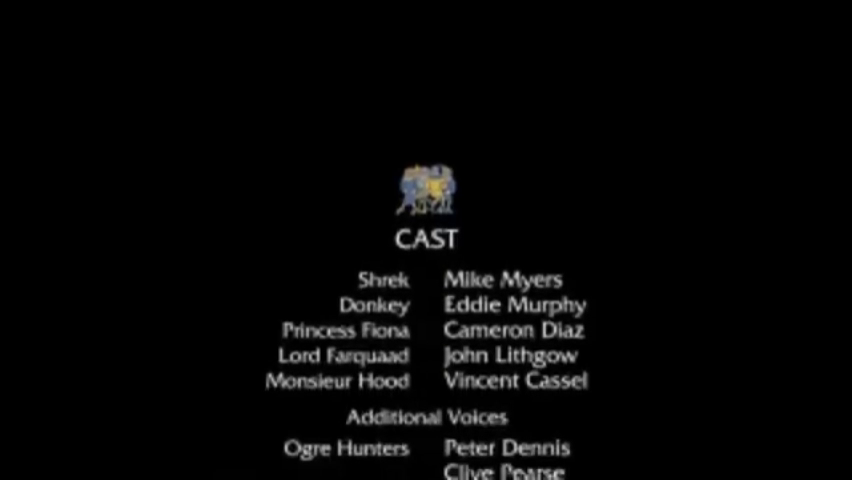 CAST
Shrek Mike Myers
Donkey Eddie Murphy
Princess Fiona Cameron Diaz
Lord Farquaad John Lithgow
Monsieur Hood Vincent Cassel
Additional Voices
Ogre Hunters Peter Dennis
Clive Pearse